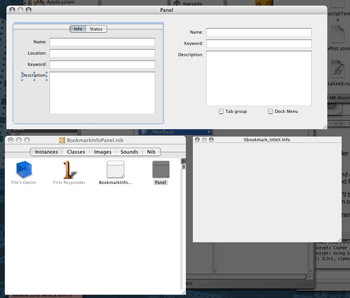 Panel
Info Status
Name:
Location:
Keyword:
Description:
Name:
Keyword:
Description:
Tab group Dock Menu
BookmarkInfoPanel.nib
Instances Classes Images Sounds Nib
File's Owner First Responder BookmarkInfo... Panel
%bookmark_title% Info